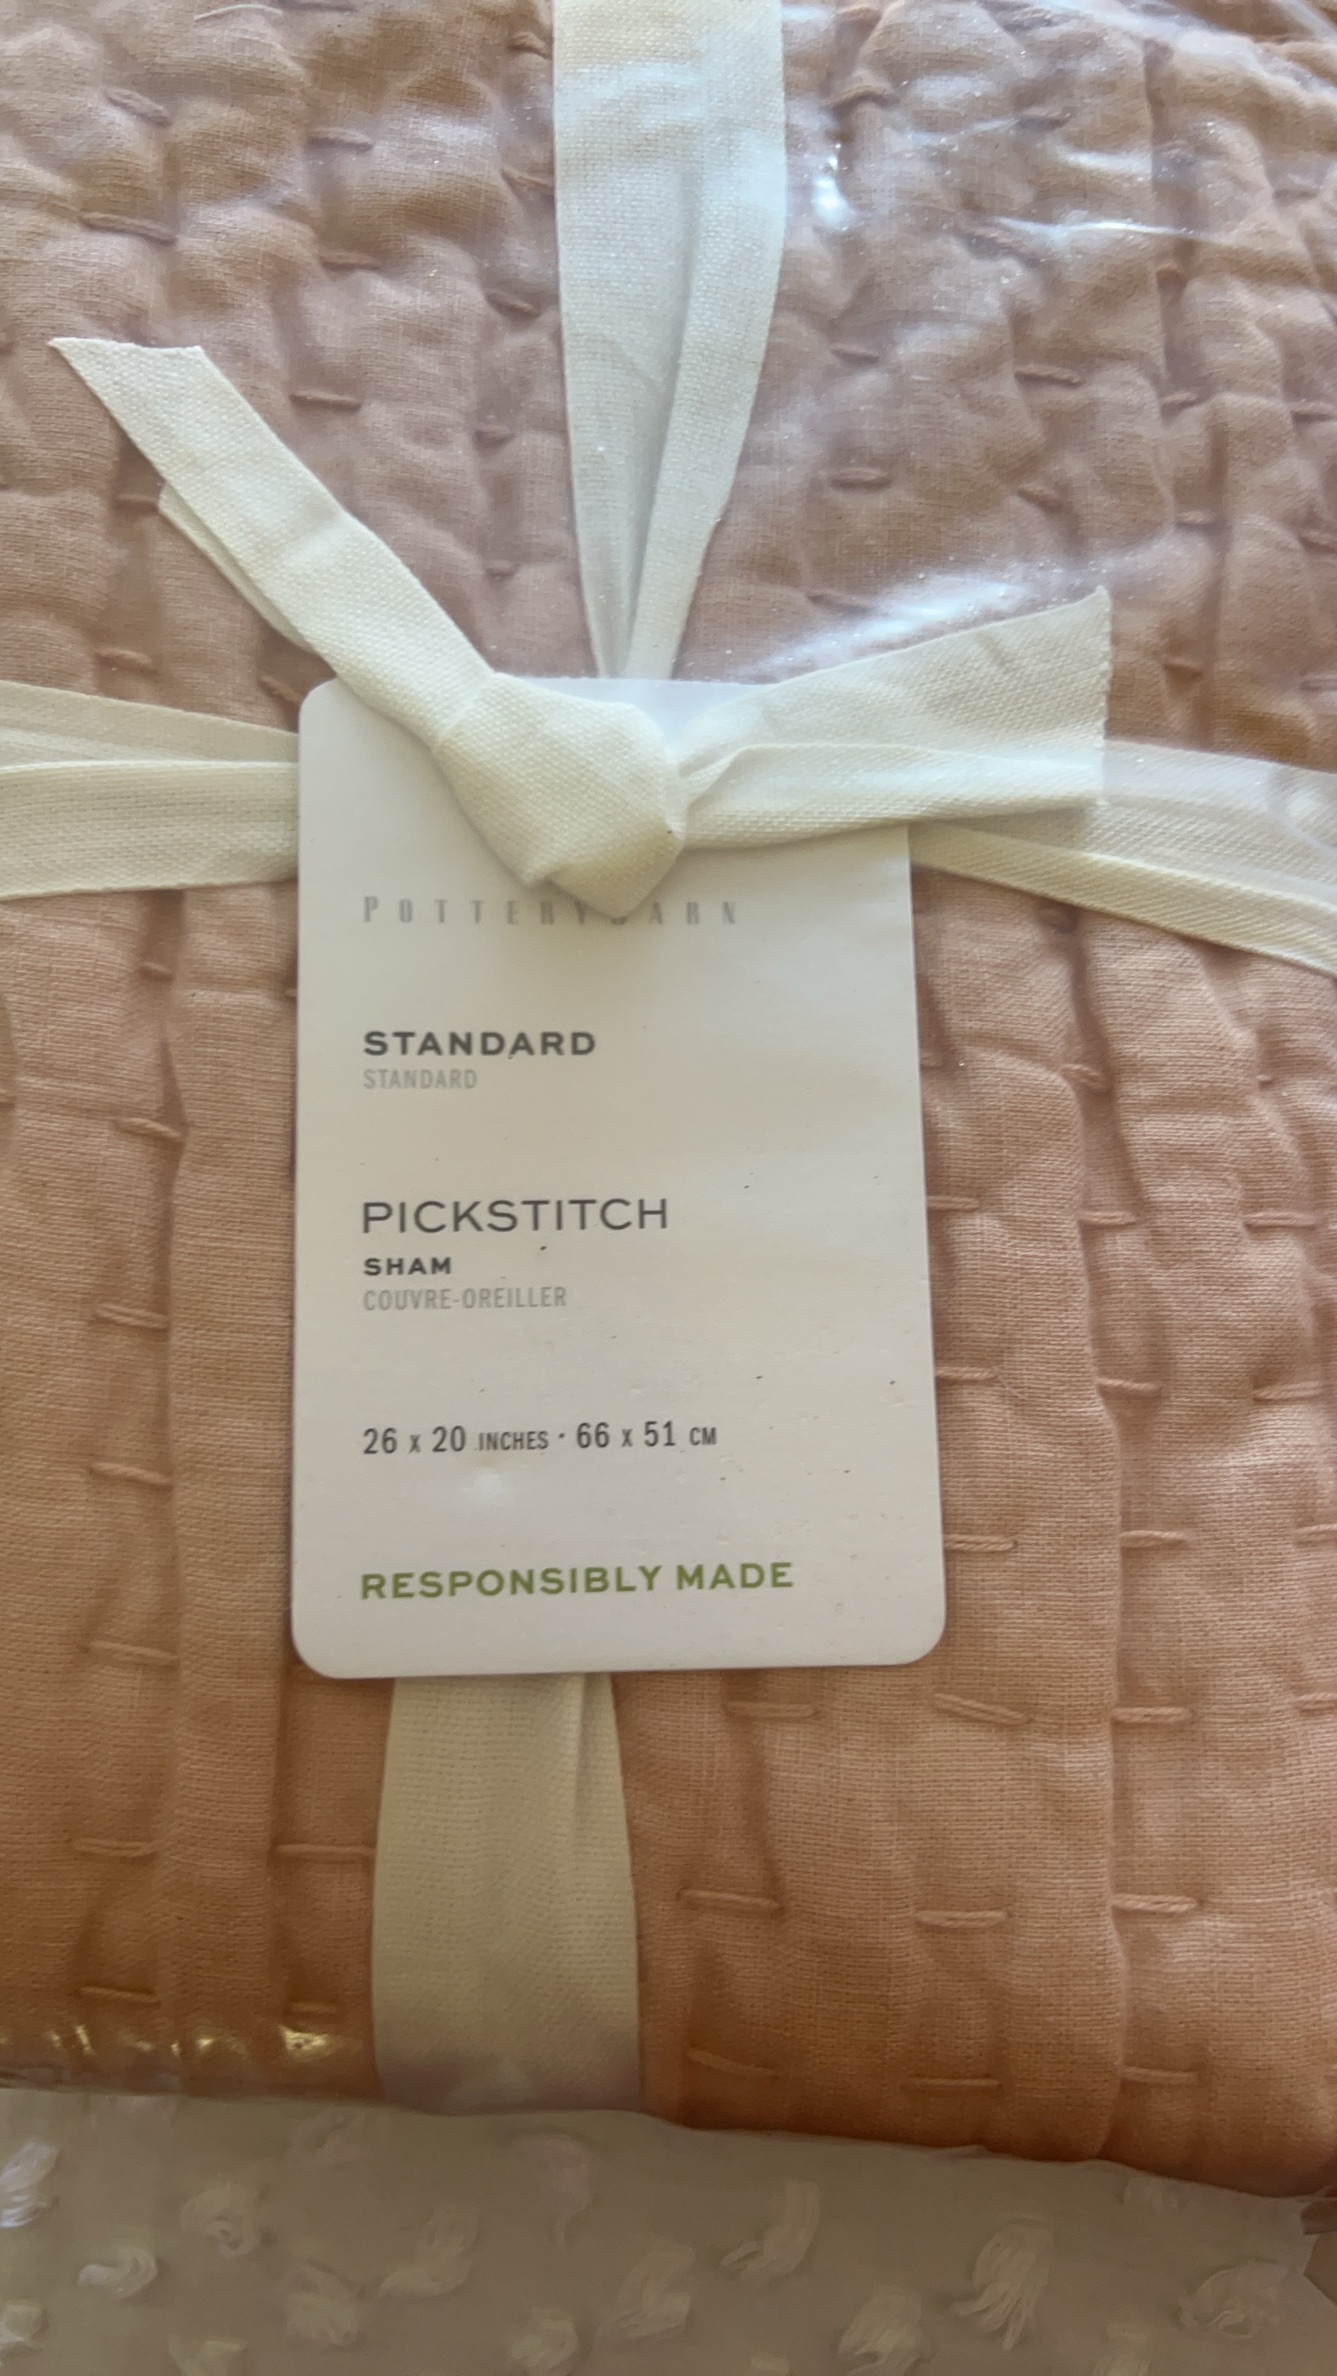 POTTERY BARN
STANDARD
STANDARD
PICKSTITCH
SHAM
COUVRE-OREILLER
26 x 20 INCHES · 66 x 51 CM
RESPONSIBLY MADE